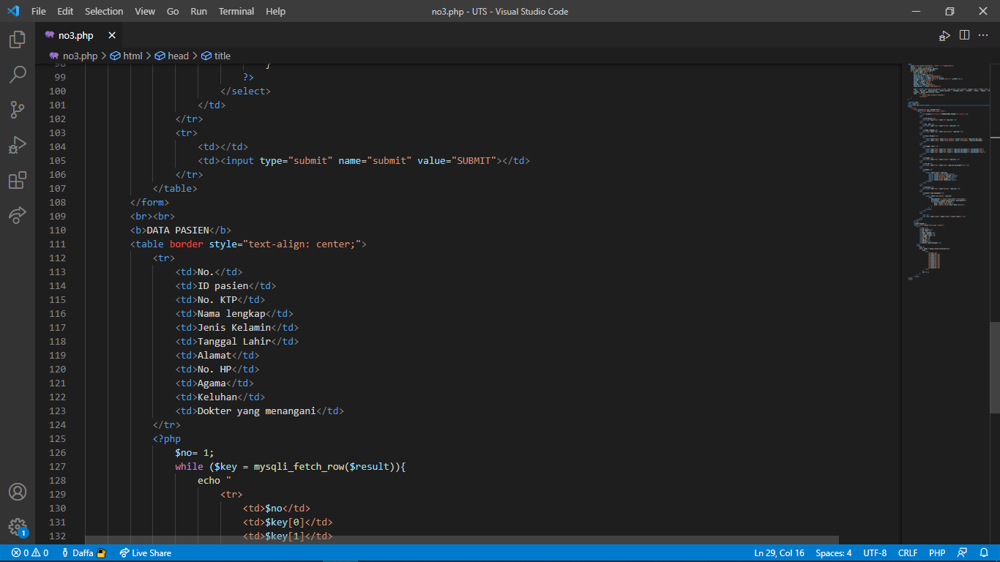 File Edit Selection View Go Run Terminal Help no3.php - UTS - Visual Studio Code
no3.php
no3.php > html > head > title
98 }
99 ?>
100 </select>
101 </td>
102 </tr>
103 <tr>
104 <td></td>
105 <td><input type="submit" name="submit" value="SUBMIT"></td>
106 </tr>
107 </table>
108 </form>
109 <br><br>
110 <b>DATA PASIEN</b>
111 <table border style="text-align: center;">
112 <tr>
113 <td>No.</td>
114 <td>ID pasien</td>
115 <td>No. KTP</td>
116 <td>Nama lengkap</td>
117 <td>Jenis Kelamin</td>
118 <td>Tanggal Lahir</td>
119 <td>Alamat</td>
120 <td>No. HP</td>
121 <td>Agama</td>
122 <td>Keluhan</td>
123 <td>Dokter yang menangani</td>
124 </tr>
125 <?php
126 $no= 1;
127 while ($key = mysqli_fetch_row($result)){
128 echo "
129 <tr>
130 <td>$no</td>
131 <td>$key[0]</td>
132 <td>$key[1]</td>
1
0 0 Daffa Live Share Ln 29, Col 16 Spaces: 4 UTF-8 CRLF PHP